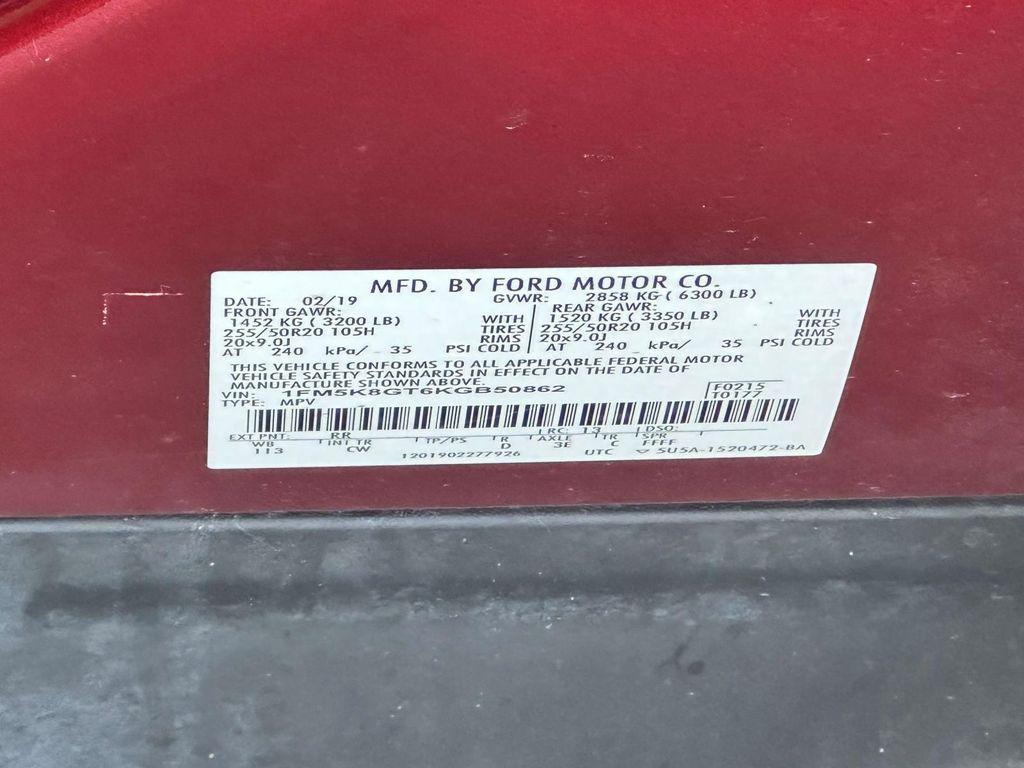 MFD. BY FORD MOTOR CO.
DATE: 02/19 GVWR: 2858 KG ( 6300 LB)
FRONT GAWR: REAR GAWR:
1452 KG ( 3200 LB) WITH 1520 KG ( 3350 LB) WITH
255/50R20 105H TIRES 255/50R20 105H TIRES
20x9.0J RIMS 20x9.0J RIMS
AT 240 kPa/ 35 PSI COLD AT 240 kPa/ 35 PSI COLD
THIS VEHICLE CONFORMS TO ALL APPLICABLE FEDERAL MOTOR
VEHICLE SAFETY STANDARDS IN EFFECT ON THE DATE OF
MANUFACTURE SHOWN ABOVE.
VIN: 1FM5K8GT6KGB50862 F0215
TYPE: MPV T0177
EXT PNT: RR RC: 13 DSO:
WB INT TR TP/PS R AXLE TR SPR
113 CW D 3E C FFFF
1201902277926 UTC ▽ 5U5A-1520472-BA